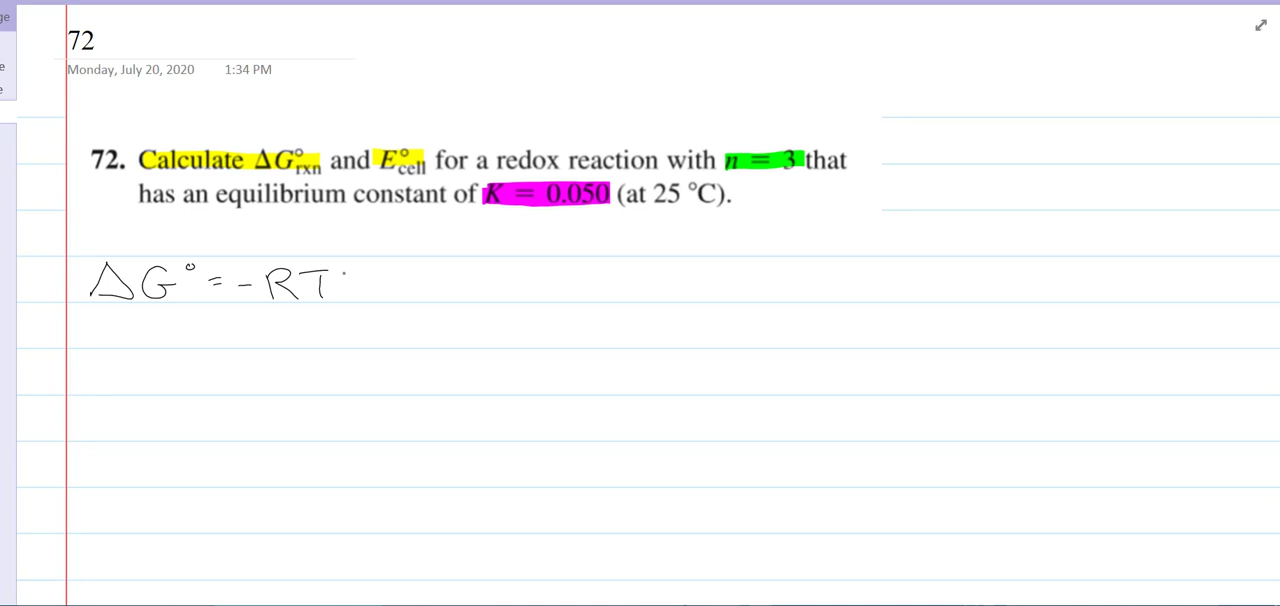 ge
72
e
Monday, July 20, 2020 1:34 PM
e
72. Calculate ΔG°rxn and E°cell for a redox reaction with n = 3 that
has an equilibrium constant of K = 0.050 (at 25 °C).
ΔG° = -RT